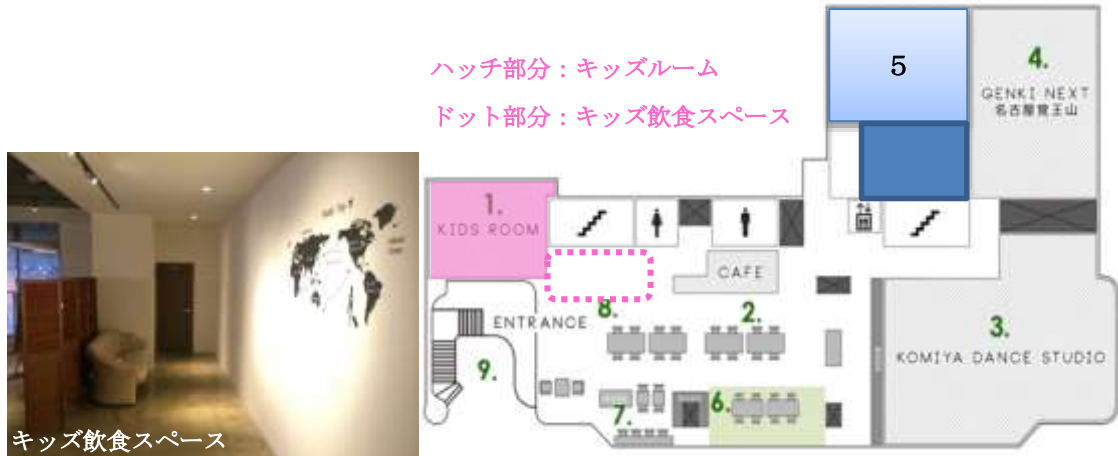 ハッチ部分：キッズルーム
ドット部分：キッズ飲食スペース
5
4.
GENKI NEXT
名古屋覚王山
1.
KIDS ROOM
CAFE
ENTRANCE
8.
2.
3.
KOMIYA DANCE STUDIO
9.
6.
7.
キッズ飲食スペース